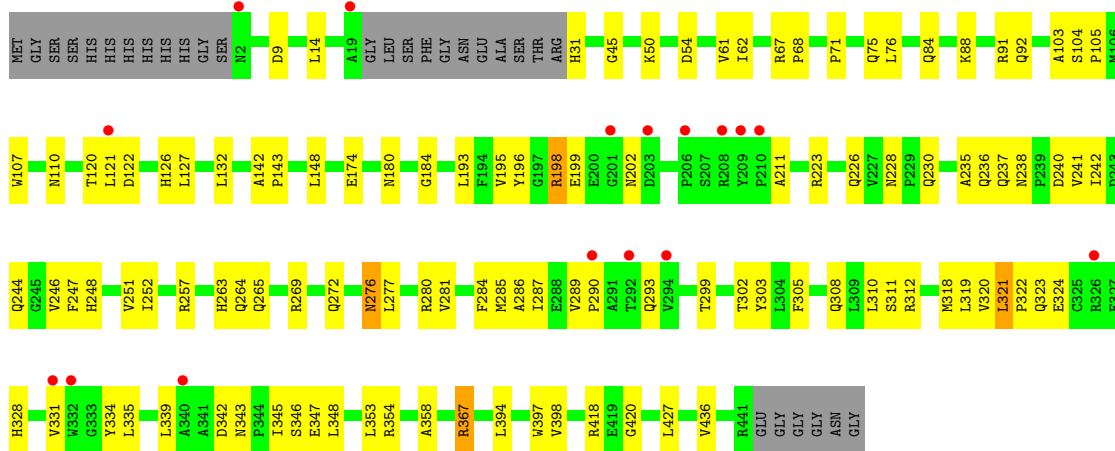 MET GLY SER SER HIS HIS HIS HIS HIS HIS GLY SER N2 D9 L14 A19 GLY LEU SER PHE GLY ASN GLU ALA SER THR ARG H31 G45 K50 D54 V61 I62 R67 P68 P71 Q75 L76 Q84 K88 R91 Q92 A103 S104 P105 M106
W107 N110 T120 L121 D122 H126 L127 L132 A142 P143 L148 E174 N180 G184 L193 F194 V195 Y196 G197 R198 E199 E200 G201 N202 D203 P206 S207 R208 Y209 P210 A211 R223 Q226 V227 N228 P229 Q230 A235 Q236 Q237 N238 P239 D240 V241 I242
Q244 G245 V246 F247 H248 V251 I252 R257 H263 Q264 Q265 R269 Q272 N276 L277 R280 V281 F284 M285 A286 I287 E288 V289 P290 A291 T292 Q293 V294 T299 T302 Y303 L304 F305 Q308 L309 L310 S311 R312 M318 L319 V320 L321 P322 Q323 E324 C325 R326
H328 V331 W332 G333 Y334 L335 L339 A340 A341 D342 N343 P344 I345 S346 E347 L348 L353 R354 A358 R367 L394 W397 V398 R418 E419 G420 L427 V436 R441 GLU GLY GLY GLY ASN GLY